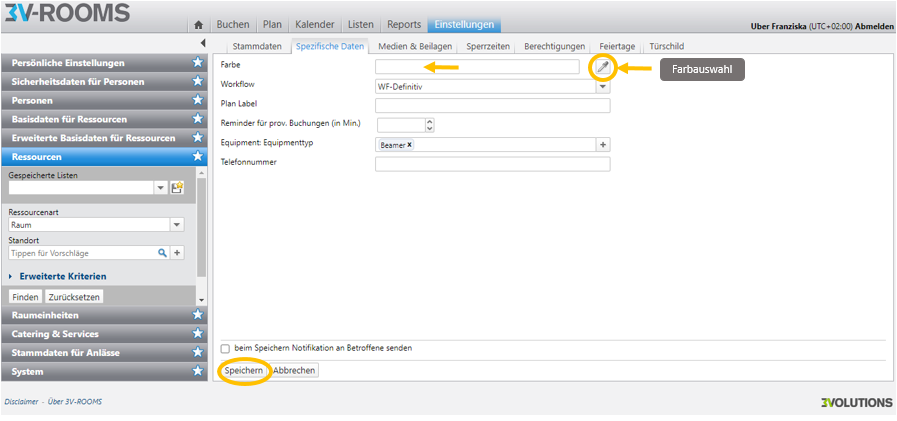 3V-ROOMS
Buchen Plan Kalender Listen Reports Einstellungen
Uber Franziska (UTC+02:00) Abmelden
Stammdaten Spezifische Daten Medien & Beilagen Sperrzeiten Berechtigungen Feiertage Türschild
Persönliche Einstellungen
Sicherheitsdaten für Personen
Personen
Basisdaten für Ressourcen
Erweiterte Basisdaten für Ressourcen
Ressourcen
Gespeicherte Listen
Ressourcenart
Raum
Standort
Tippen für Vorschläge
Erweiterte Kriterien
Finden Zurücksetzen
Raumeinheiten
Catering & Services
Stammdaten für Anlässe
System
Farbe
Farbauswahl
Workflow WF-Definitiv
Plan Label
Reminder für prov. Buchungen (in Min.)
Equipment: Equipmenttyp Beamer x
Telefonnummer
beim Speichern Notifikation an Betroffene senden
Speichern Abbrechen
Disclaimer - Über 3V-ROOMS
3VOLUTIONS